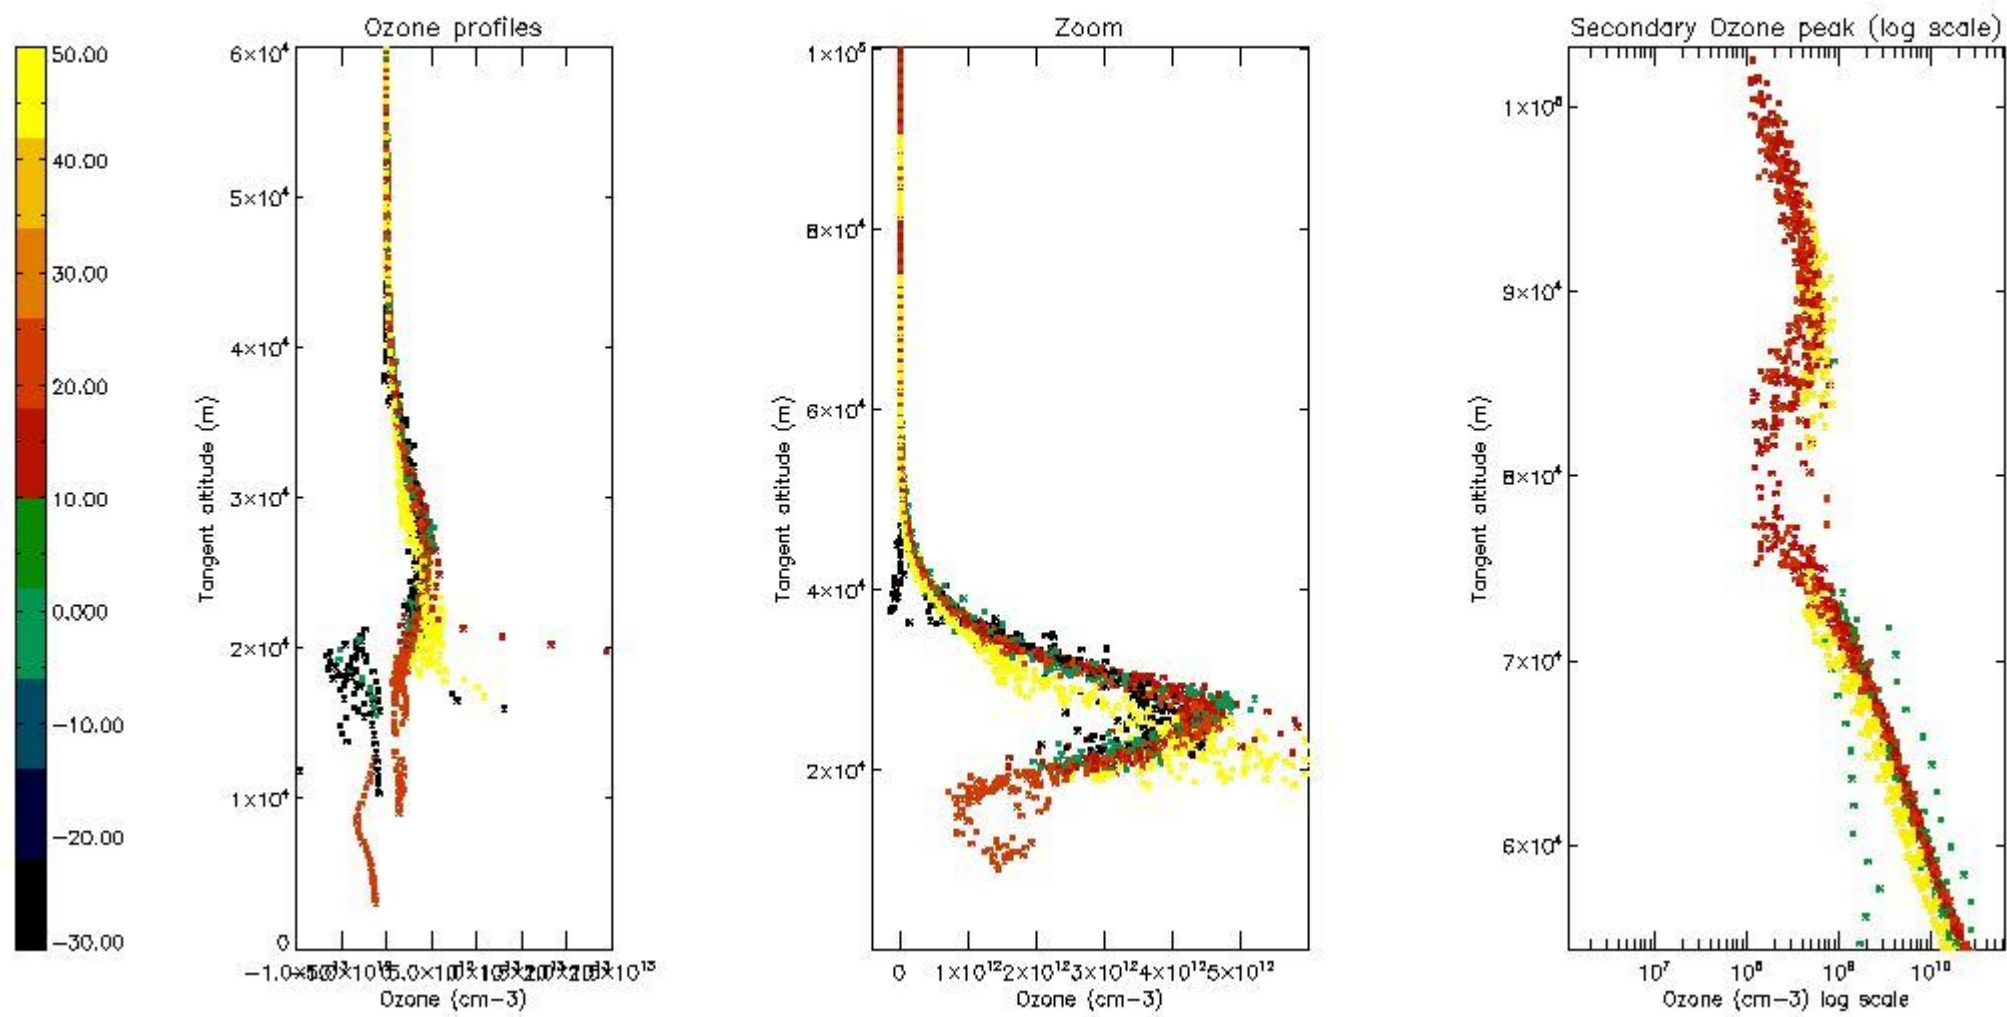 Ozone profiles
Zoom
Secondary Ozone peak (log scale)
50.00
40.00
30.00
20.00
10.00
0.000
−10.00
−20.00
−30.00
6×10⁴
5×10⁴
4×10⁴
3×10⁴
2×10⁴
1×10⁴
0
Tangent altitude (m)
Ozone (cm−3)
1×10⁵
8×10⁴
6×10⁴
4×10⁴
2×10⁴
Tangent altitude (m)
0 1×10¹² 2×10¹² 3×10¹² 4×10¹² 5×10¹²
Ozone (cm−3)
1×10⁵
9×10⁴
8×10⁴
7×10⁴
6×10⁴
Tangent altitude (m)
10⁷ 10⁸ 10⁹ 10¹⁰
Ozone (cm−3) log scale